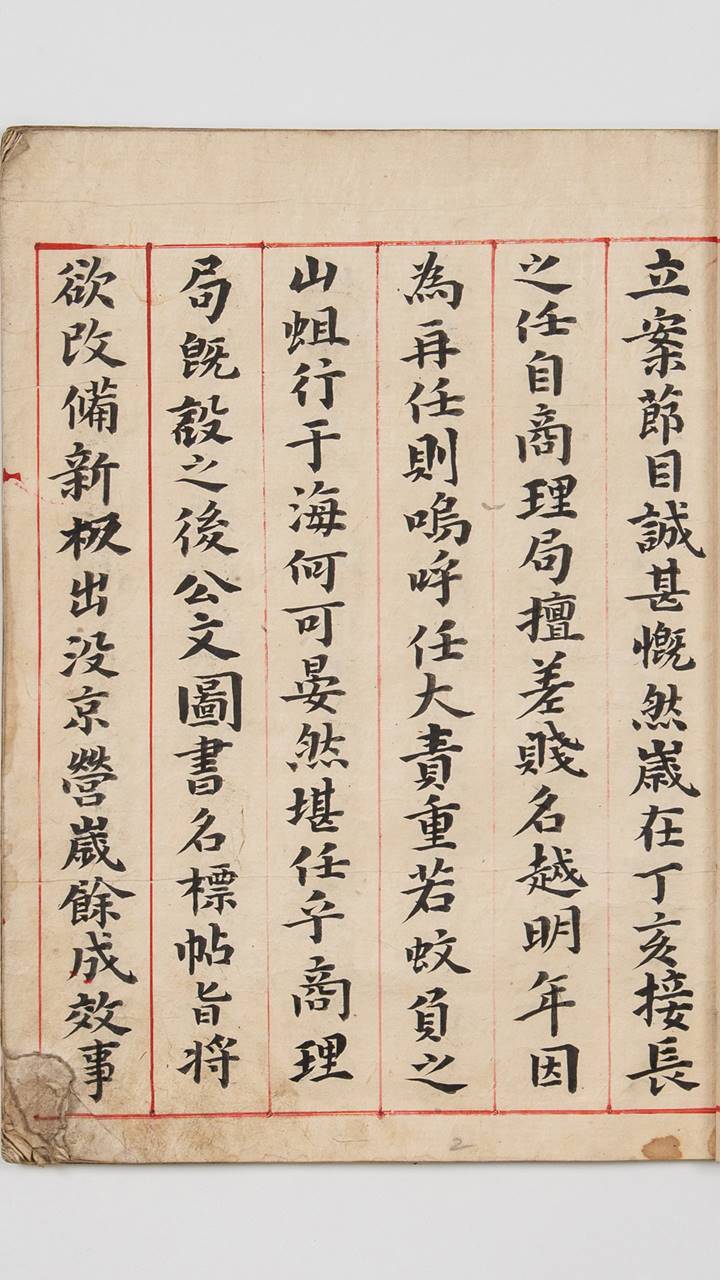 立案節目誠甚慨然歲在丁亥接長
之任自商理局擅差賤名越明年因
為再任則嗚呼任大責重若蚊負之
山蛆行于海何可晏然堪任乎商理
局旣設之後公文圖書名標帖旨將
欲改備新板出没京營歲餘成效事
2